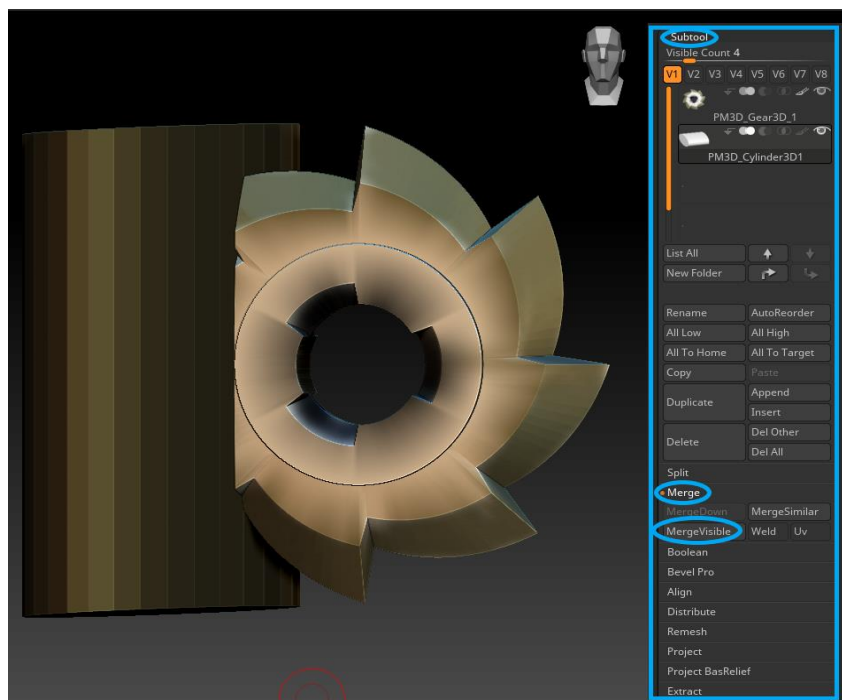 Subtool
Visible Count 4
V1 V2 V3 V4 V5 V6 V7 V8
PM3D_Gear3D_1
PM3D_Cylinder3D1
List All
New Folder
Rename AutoReorder
All Low All High
All To Home All To Target
Copy Paste
Duplicate Append
Insert
Delete Del Other
Del All
Split
Merge
MergeDown MergeSimilar
MergeVisible Weld Uv
Boolean
Bevel Pro
Align
Distribute
Remesh
Project
Project BasRelief
Extract